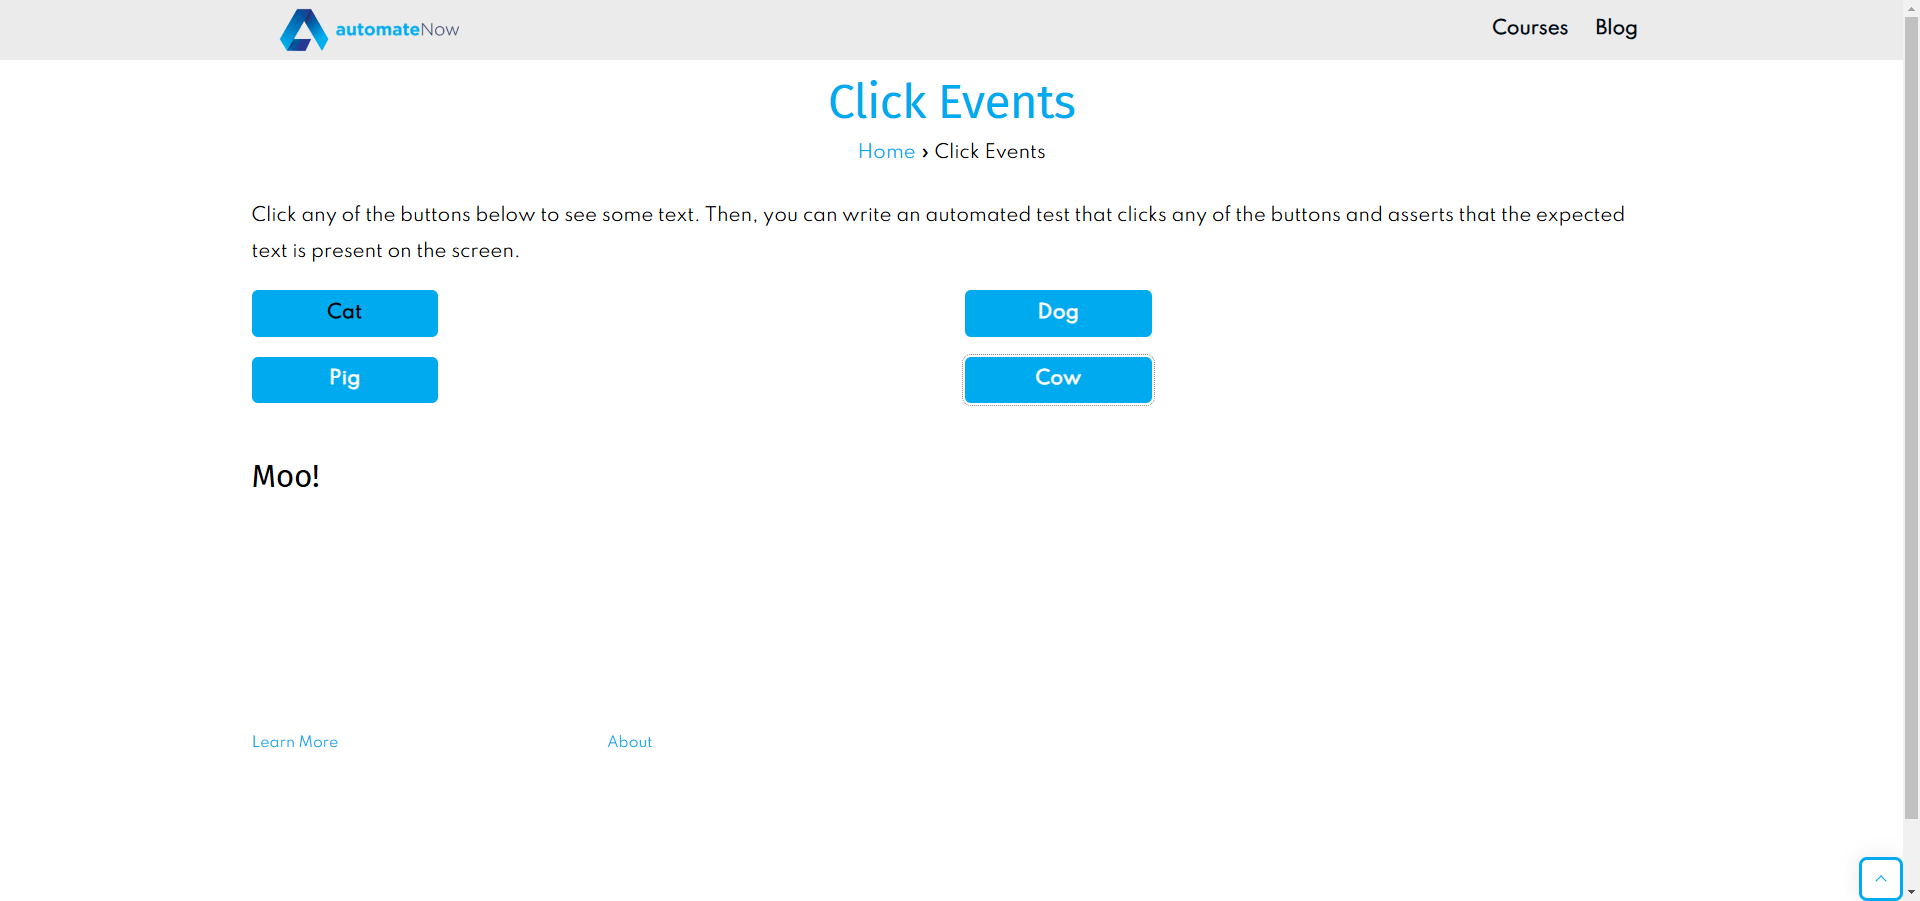 automateNow
Courses Blog
Click Events
Home › Click Events
Click any of the buttons below to see some text. Then, you can write an automated test that clicks any of the buttons and asserts that the expected
text is present on the screen.
Cat Dog
Pig Cow
Moo!
Learn More About